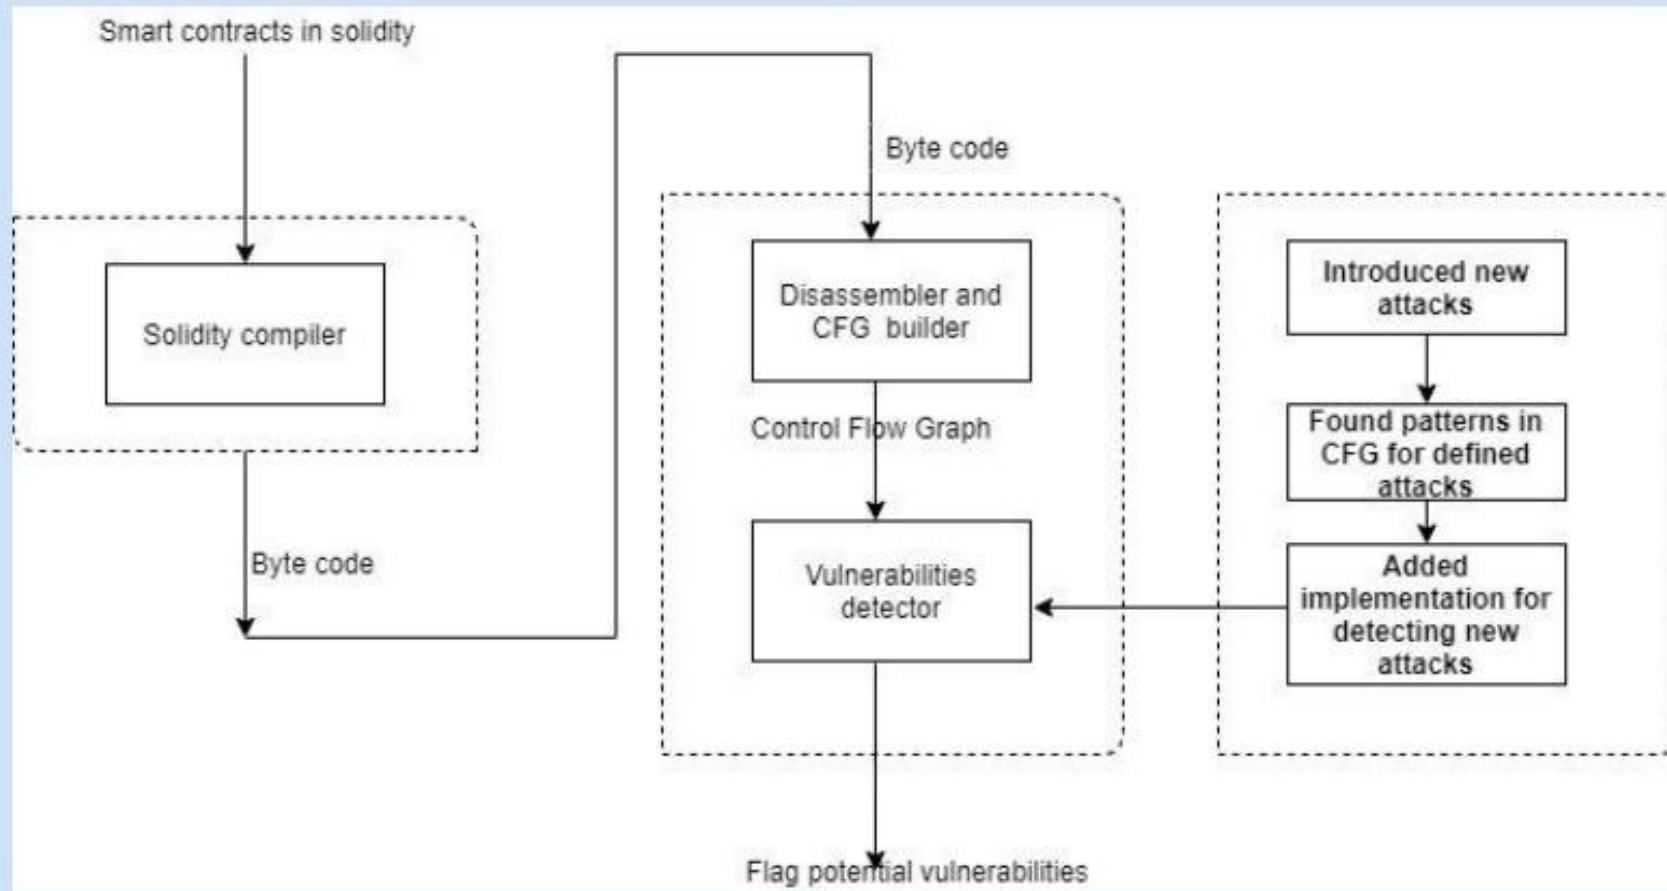 Smart contracts in solidity
Solidity compiler
Byte code
Byte code
Disassembler and
CFG builder
Control Flow Graph
Vulnerabilities
detector
Flag potential vulnerabilities
Introduced new
attacks
Found patterns in
CFG for defined
attacks
Added
implementation for
detecting new
attacks